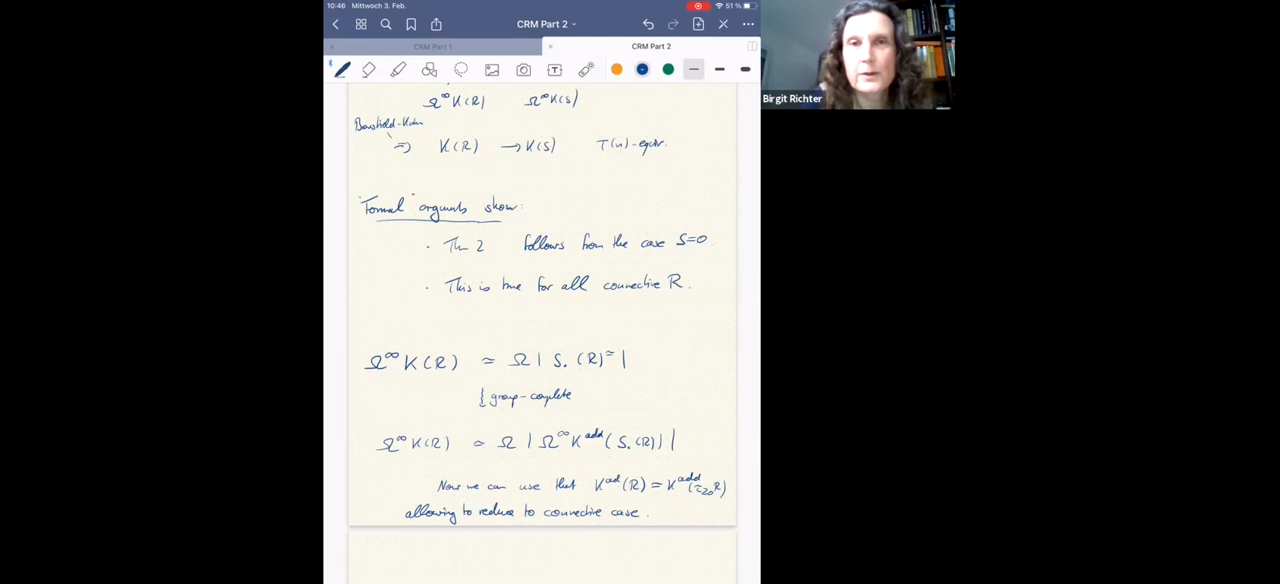 10:46 Mittwoch 3. Feb.
51 %
CRM Part 2
CRM Part 1
CRM Part 2
Birgit Richter
Ω^∞ K(R) Ω^∞ K(S)
Bousfield-Kuhn
⇒ K(R) → K(S) T(n)-equiv.
"Formal" arguments show:
· Thm 2 follows from the case S=0.
· This is true for all connective R.
Ω^∞ K(R) ≃ Ω | S.(R)^≃ |
{ group-complete
Ω^∞ K(R) ≃ Ω | Ω^∞ K^add (S.(R)) |
Now we can use that K^add(R) = K^add(τ≥0 R)
allowing to reduce to connective case.